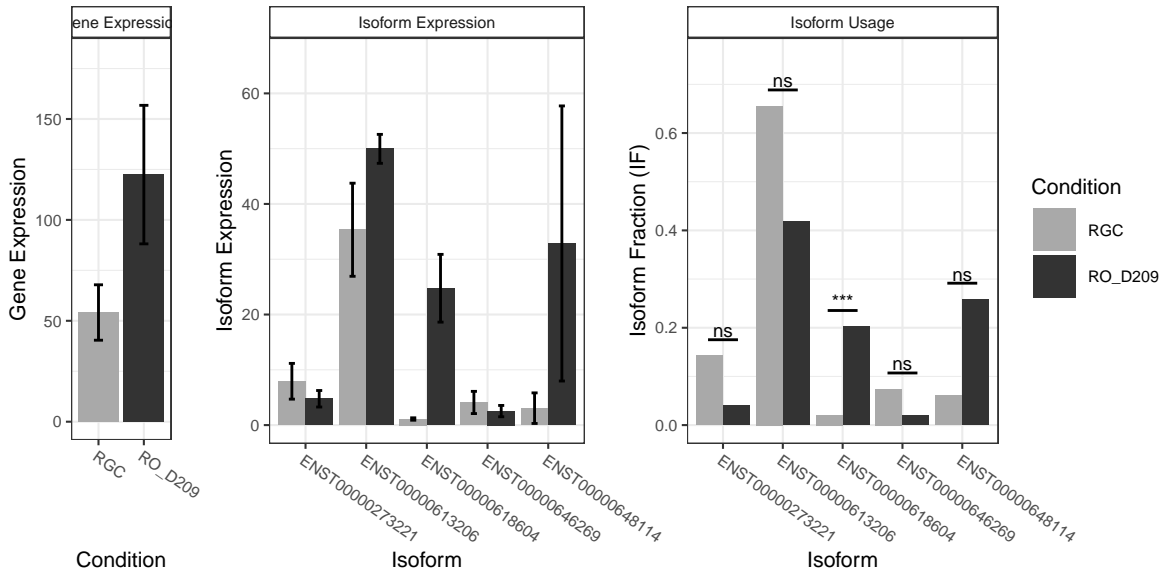 ene Expressio
Gene Expression
150
100
50
0
RGC
RO_D209
Condition
Isoform Expression
Isoform Expression
60
40
20
0
ENST00000273221
ENST00000613206
ENST00000618604
ENST00000646269
ENST00000648114
Isoform
Isoform Usage
Isoform Fraction (IF)
0.6
0.4
0.2
0.0
ns
ns
***
ns
ns
ENST00000273221
ENST00000613206
ENST00000618604
ENST00000646269
ENST00000648114
Isoform
Condition
RGC
RO_D209